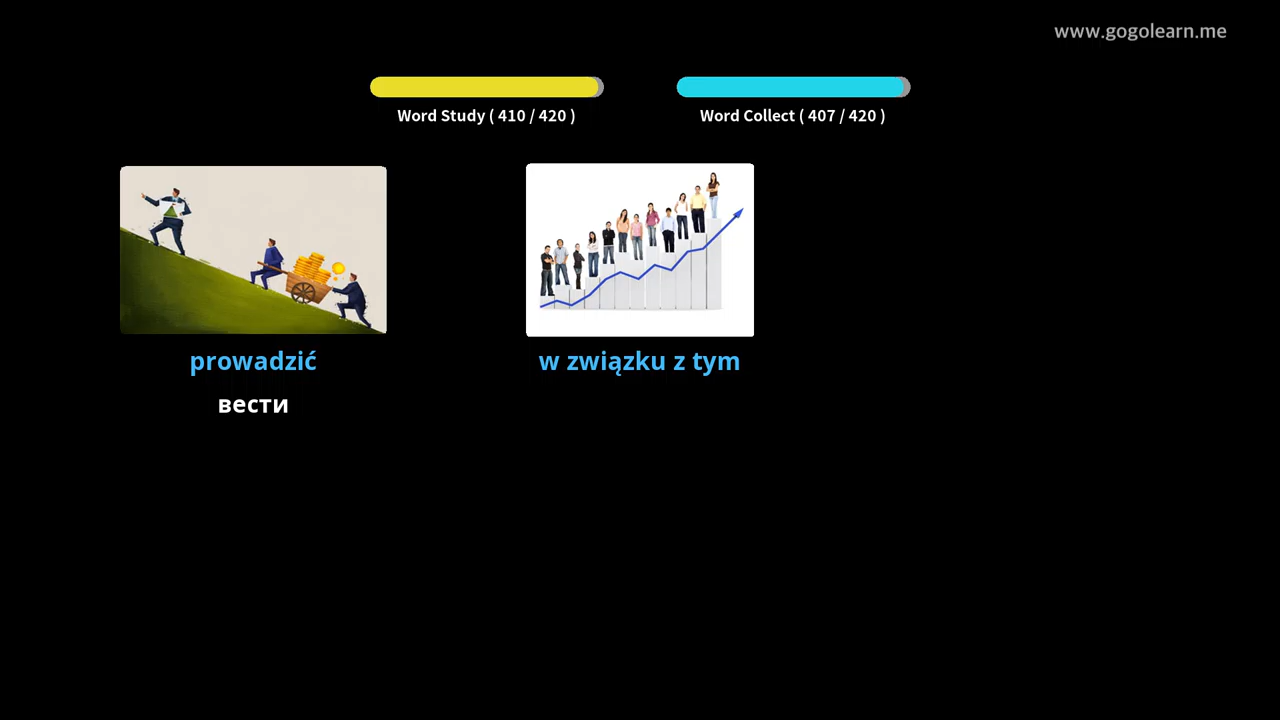 www.gogolearn.me
Word Study ( 410 / 420 )
Word Collect ( 407 / 420 )
prowadzić
вести
w związku z tym